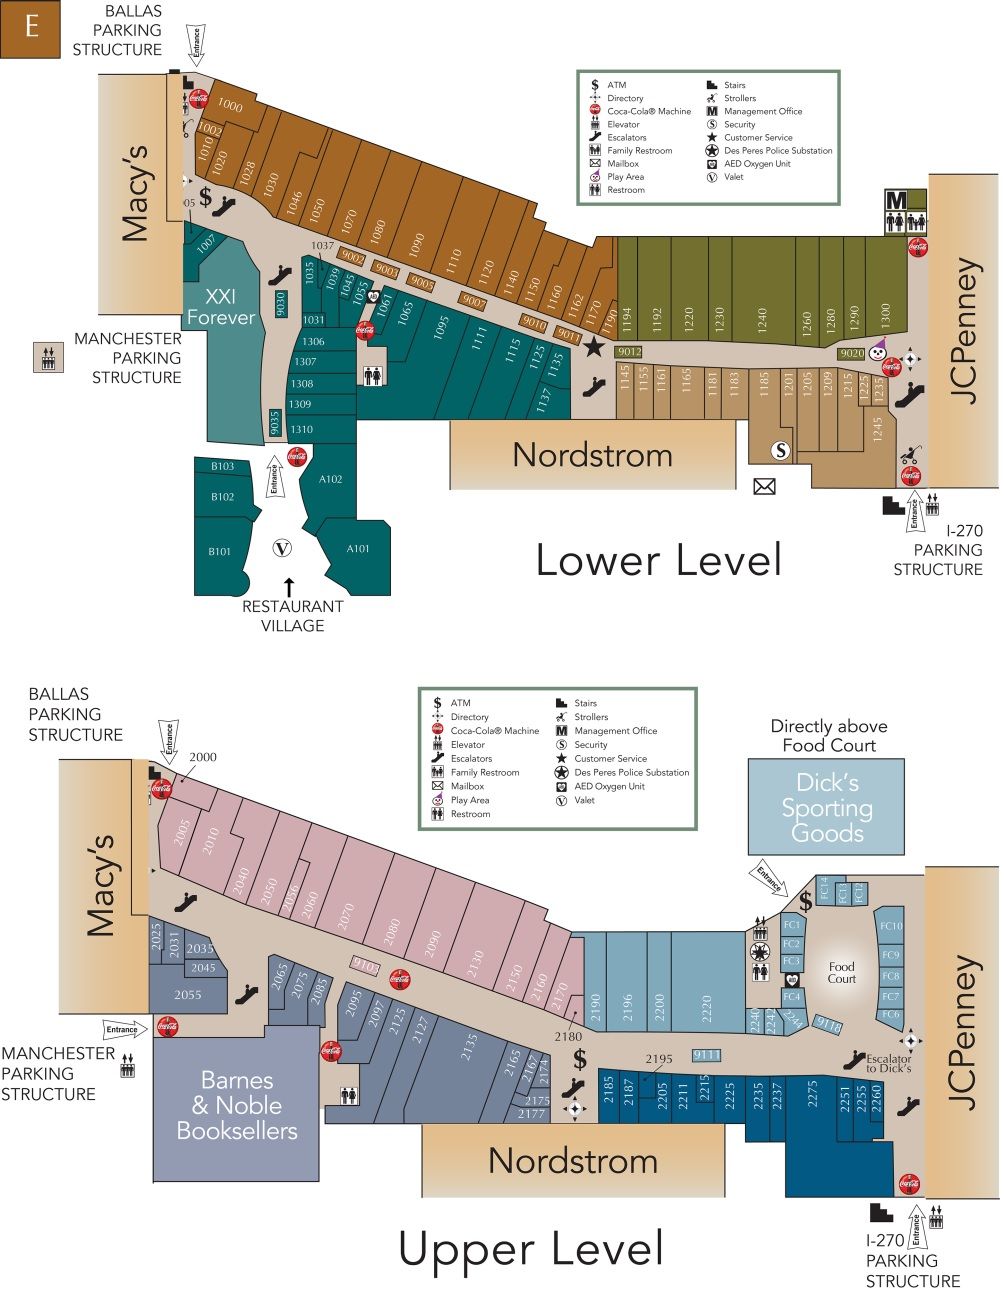 E
BALLAS
PARKING
STRUCTURE
Entrance
Macy's
$ ATM
Directory
Coca-Cola® Machine
Elevator
Escalators
Family Restroom
Mailbox
Play Area
Restroom
Stairs
Strollers
M Management Office
S Security
Customer Service
Des Peres Police Substation
AED Oxygen Unit
V Valet
1000
1002
1010
1020
1028
1030
1046
1050
1070
1080
1090
1110
1120
1140
1150
1160
1162
1170
1190
1194
1192
1220
1230
1240
1260
1280
1290
1300
M
JCPenney
$
1007
XXI
Forever
1037
9002
9003
9005
9007
9010
9011
9012
9020
9030
9035
1035
1039
1045
1055
1061
1065
1031
1306
1307
1308
1309
1310
1095
1111
1115
1125
1135
1137
1145
1155
1161
1165
1181
1183
1185
1201
1205
1209
1215
1225
1235
1245
S
Nordstrom
MANCHESTER
PARKING
STRUCTURE
B103
B102
B101
Entrance
A102
A101
V
RESTAURANT
VILLAGE
Entrance
I-270
PARKING
STRUCTURE
Lower Level
BALLAS
PARKING
STRUCTURE
Entrance
Macy's
$ ATM
Directory
Coca-Cola® Machine
Elevator
Escalators
Family Restroom
Mailbox
Play Area
Restroom
Stairs
Strollers
M Management Office
S Security
Customer Service
Des Peres Police Substation
AED Oxygen Unit
V Valet
Directly above
Food Court
Dick's
Sporting
Goods
Entrance
2000
2005
2010
2040
2050
2056
2060
2070
2080
2090
2130
2150
2160
2170
2180
2190
2196
2200
2220
2240
2242
2244
9118
$
FC14
FC13
FC12
FC1
FC2
FC3
FC4
FC10
FC9
FC8
FC7
FC6
Food
Court
JCPenney
2025
2031
2035
2045
2055
2065
2075
2085
9103
2095
2097
2125
2127
2135
2165
2167
2174
2175
2177
$
9111
2185
2187
2195
2205
2211
2215
2225
2235
2237
2275
2251
2255
2260
Escalator
to Dick's
Entrance
MANCHESTER
PARKING
STRUCTURE
Barnes
& Noble
Booksellers
Nordstrom
Entrance
I-270
PARKING
STRUCTURE
Upper Level